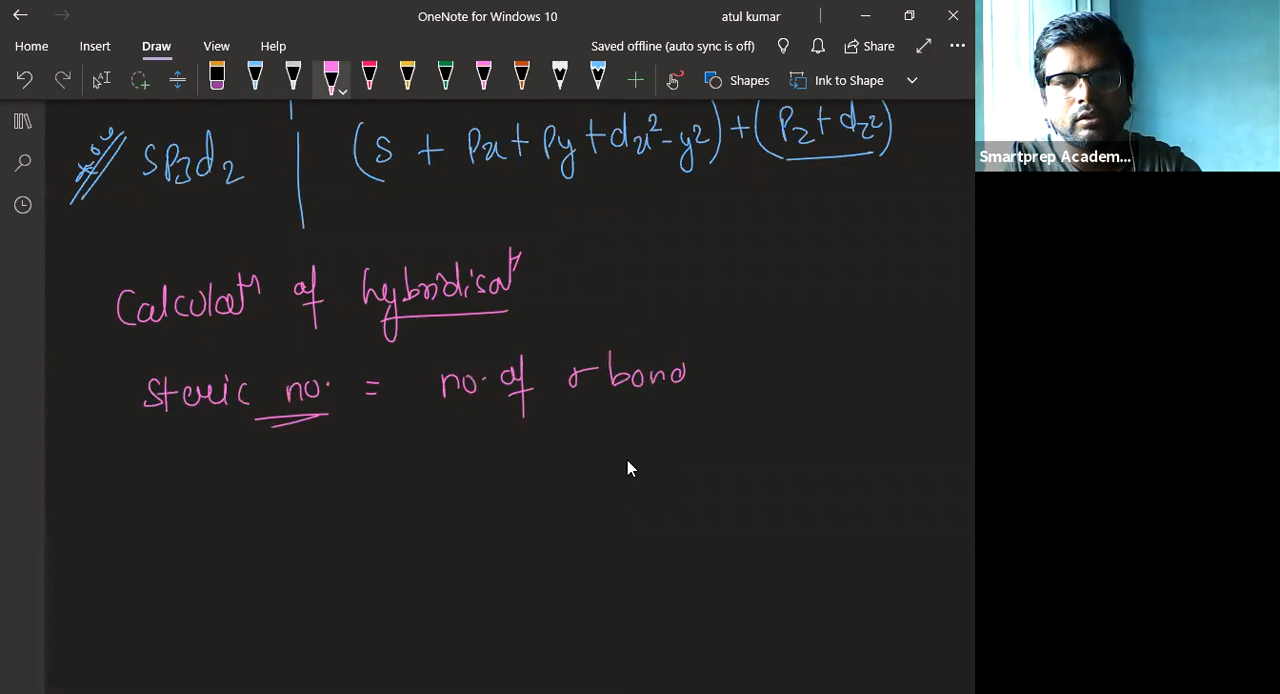 OneNote for Windows 10
atul kumar
Home Insert Draw View Help
Saved offline (auto sync is off)
Share
Shapes
Ink to Shape
sp3d2 | (s + px + py + dx²-y²) + (pz + dz²)
Calculatⁿ of hybridisatⁿ
Steric no. = no. of σ bond
Smartprep Academ...